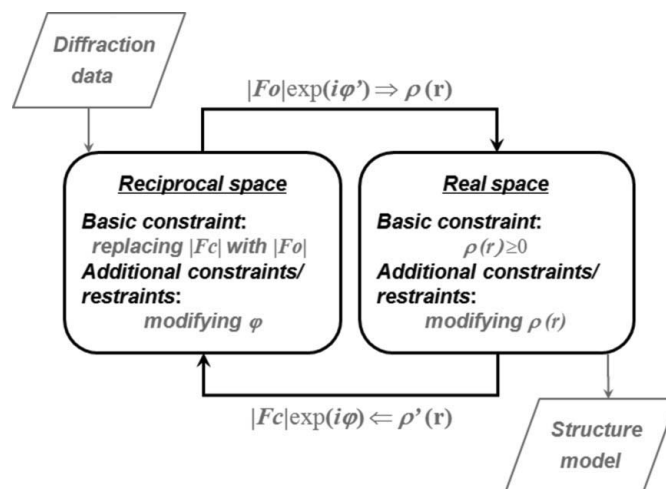 Diffraction
data
|Fo|exp(iφ’) ⇒ ρ (r)
Reciprocal space
Basic constraint:
replacing |Fc| with |Fo|
Additional constraints/
restraints:
modifying φ
Real space
Basic constraint:
ρ (r)≥0
Additional constraints/
restraints:
modifying ρ (r)
|Fc|exp(iφ) ⇐ ρ’ (r)
Structure
model